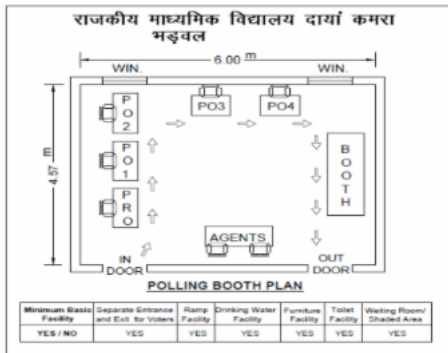 राजकीय माध्यमिक विद्यालय दायां कमरा
भड़वल
6.00 m
WIN.
WIN.
4.57 m
PO2
PO1
PRO
PO3
PO4
BOOTH
AGENTS
IN
DOOR
OUT
DOOR
POLLING BOOTH PLAN
Minimum Basic Facility
Separate Entrance and Exit for Voters
Ramp Facility
Drinking Water Facility
Furniture Facility
Toilet Facility
Waiting Room/ Shaded Area
YES / NO
YES
YES
YES
YES
YES
YES